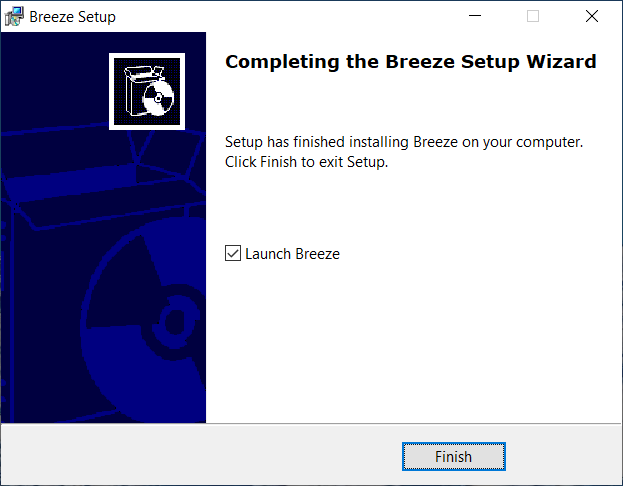 Breeze Setup
Completing the Breeze Setup Wizard
Setup has finished installing Breeze on your computer.
Click Finish to exit Setup.
Launch Breeze
Finish